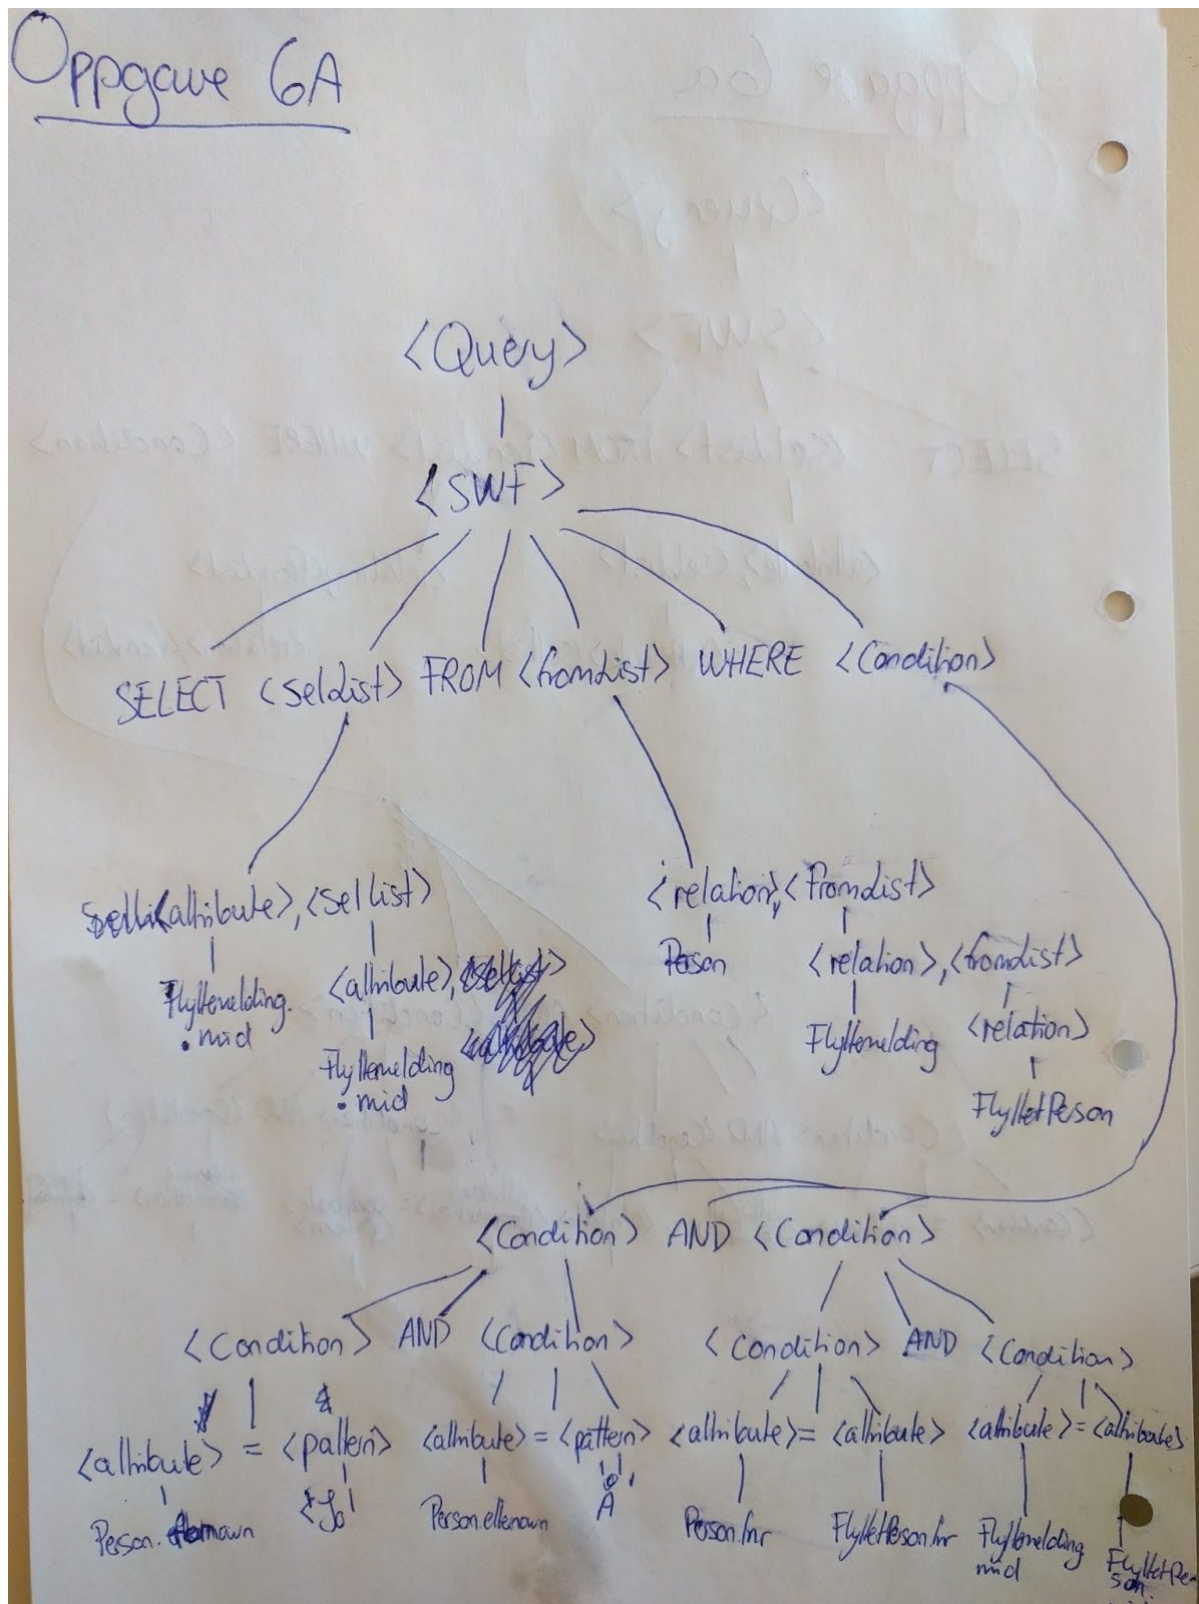 Oppgave 6A
<Query>
<SWF>
SELECT <SelList> FROM <fromList> WHERE <Condition>
<attribute>, <SelList> <relation>, <fromList>
Flyttemelding.mid <attribute>, Person <relation>, <fromList>
Flyttemelding.mid Flyttemelding <relation>
FlyttetPerson
<Condition> AND <Condition>
<Condition> AND <Condition> <Condition> AND <Condition>
<attribute> = <pattern> <attribute> = <pattern> <attribute> = <attribute> <attribute> = <attribute>
Person. Person.etternavn A Person.fnr FlyttetPerson.fnr Flyttemelding mid FlyttetPerson.